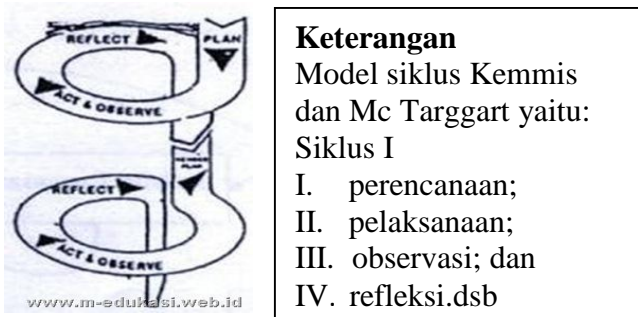 REFLECT
PLAN
ACT & OBSERVE
REFLECT
ACT & OBSERVE
www.m-edukasi.web.id
Keterangan
Model siklus Kemmis
dan Mc Targgart yaitu:
Siklus I
I. perencanaan;
II. pelaksanaan;
III. observasi; dan
IV. refleksi.dsb